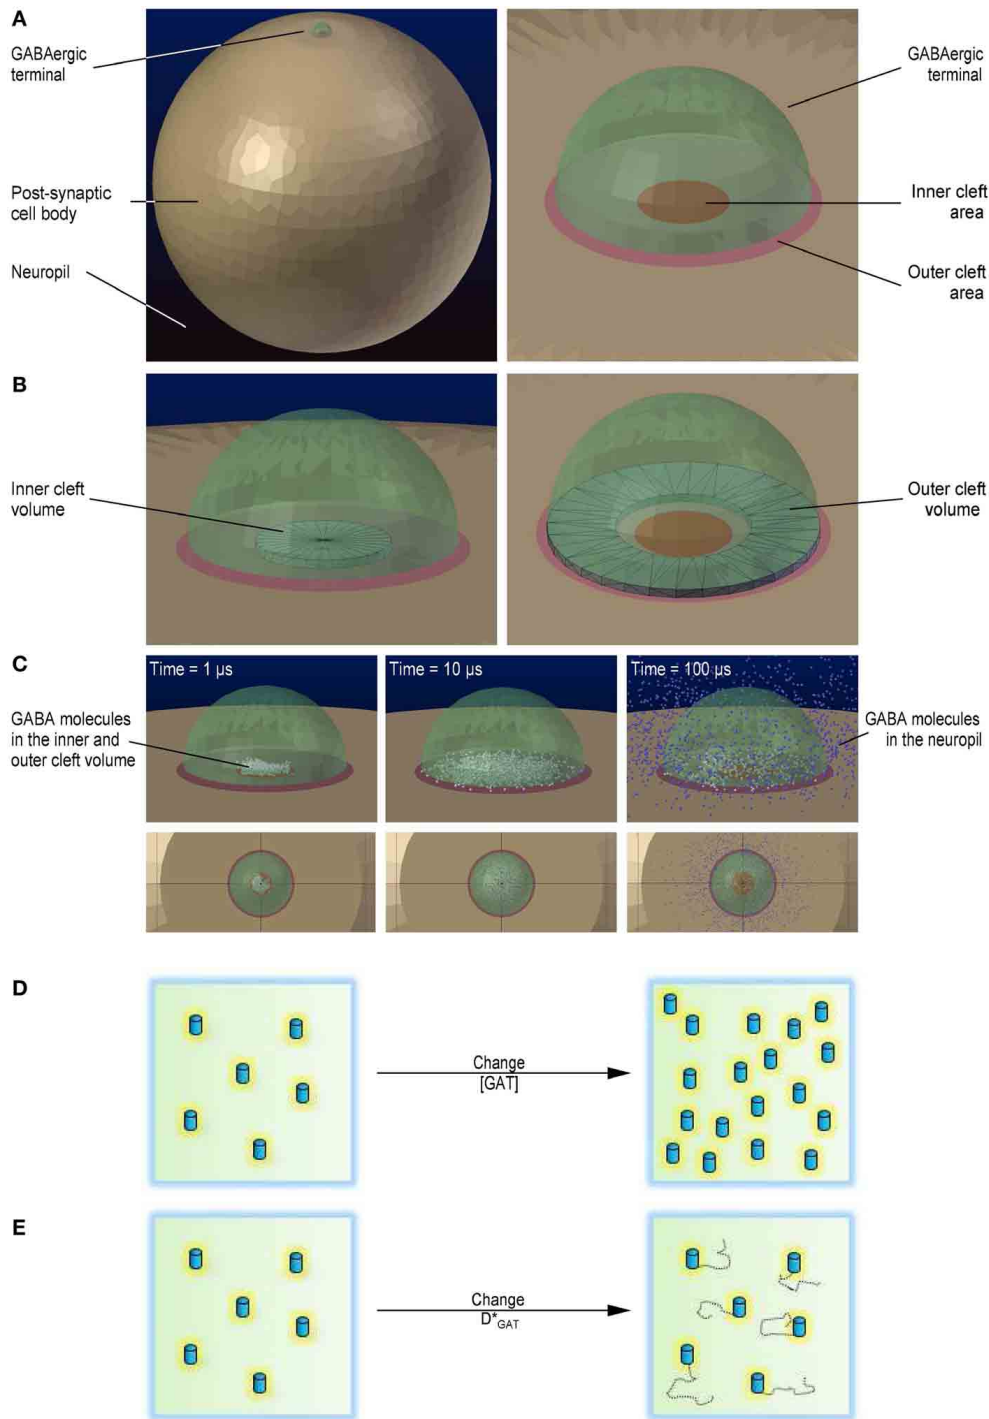 A
GABAergic
terminal
Post-synaptic
cell body
Neuropil
GABAergic
terminal
Inner cleft
area
Outer cleft
area
B
Inner cleft
volume
Outer cleft
volume
C
Time = 1 µs
Time = 10 µs
Time = 100 µs
GABA molecules
in the inner and
outer cleft volume
GABA molecules
in the neuropil
D
Change
[GAT]
E
Change
D*GAT